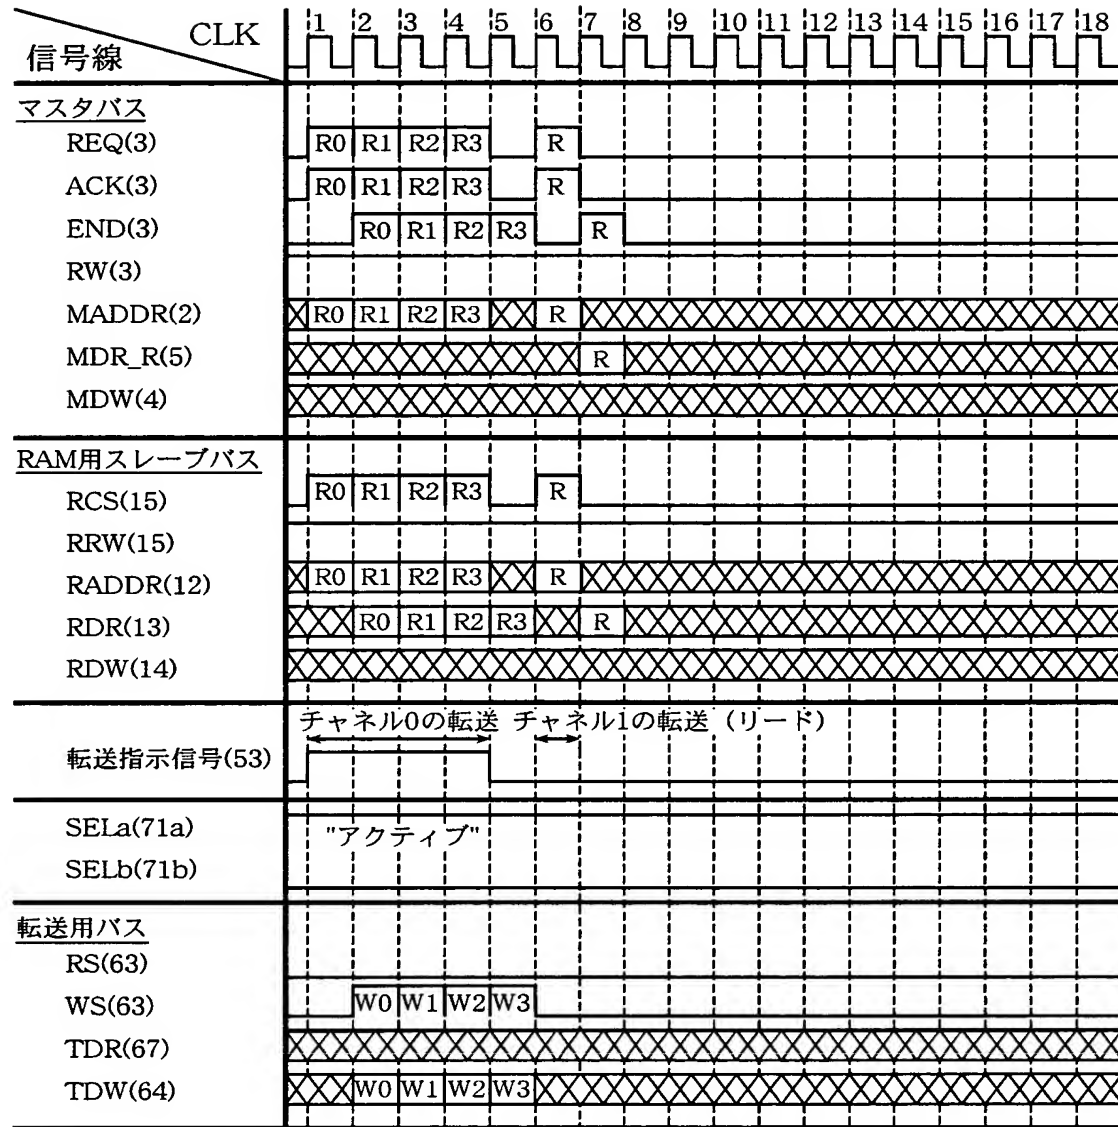 CLK
信号線
1 2 3 4 5 6 7 8 9 10 11 12 13 14 15 16 17 18
マスタバス
REQ(3) R0 R1 R2 R3 R
ACK(3) R0 R1 R2 R3 R
END(3) R0 R1 R2 R3 R
RW(3)
MADDR(2) R0 R1 R2 R3 R
MDR_R(5) R
MDW(4)
RAM用スレーブバス
RCS(15) R0 R1 R2 R3 R
RRW(15)
RADDR(12) R0 R1 R2 R3 R
RDR(13) R0 R1 R2 R3 R
RDW(14)
チャネル0の転送 チャネル1の転送 (リード)
転送指示信号(53)
SELa(71a)
"アクティブ"
SELb(71b)
転送用バス
RS(63)
WS(63) W0 W1 W2 W3
TDR(67)
TDW(64) W0 W1 W2 W3